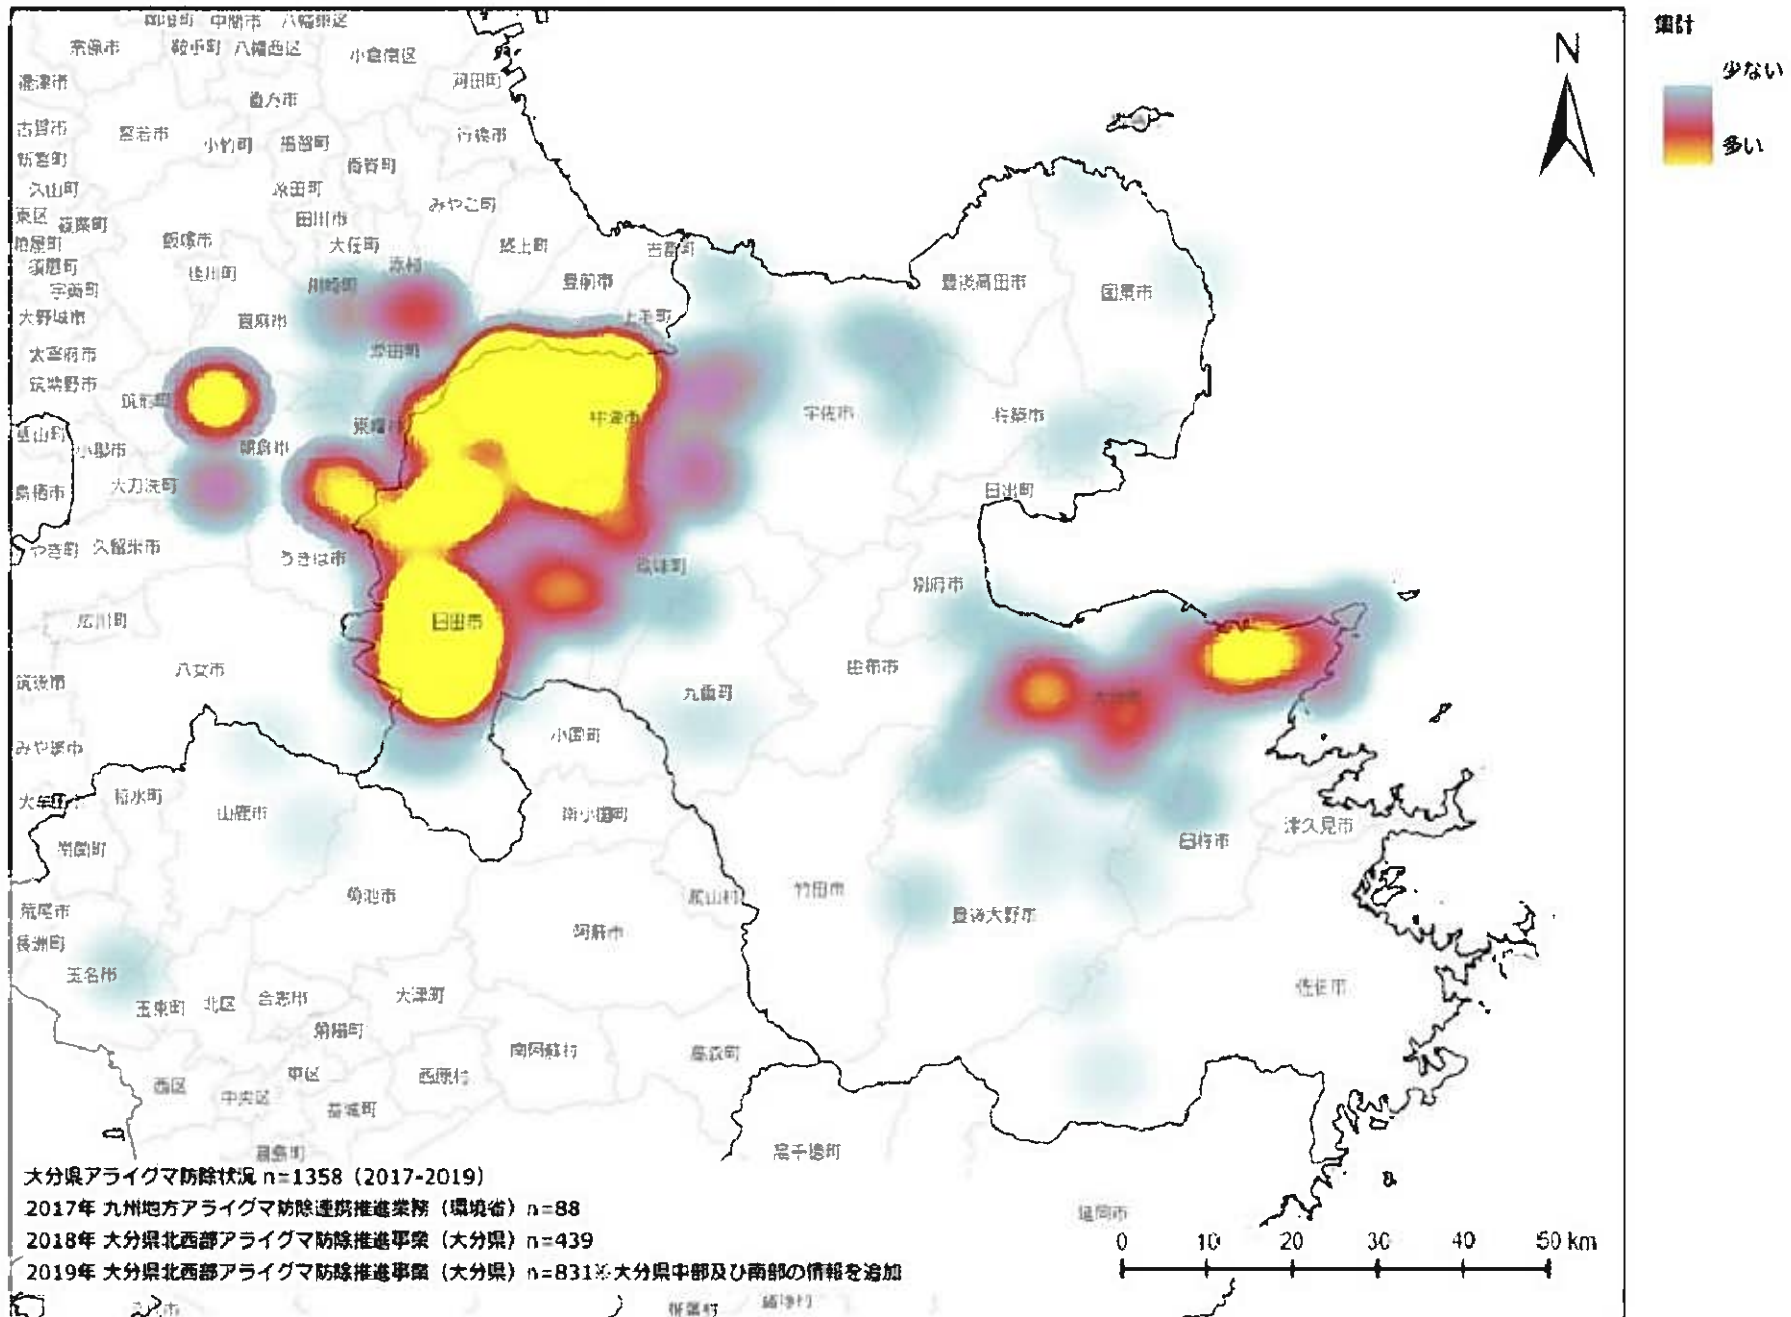 集計
少ない
多い
N
中間市
宗像市
鞍手町
八幡西区
小倉南区
苅田町
直方市
古賀市
宮若市
小竹町
福智町
行橋市
新宮町
香春町
久山町
糸田町
みやこ町
東区
篠栗町
田川市
飯塚市
大任町
築上町
吉富町
須恵町
桂川町
赤村
宇美町
川崎町
豊前市
豊後高田市
国東市
大野城市
嘉麻市
上毛町
太宰府市
添田町
筑紫野市
筑前町
東峰村
中津市
宇佐市
杵築市
基山町
小郡市
朝倉市
鳥栖市
大刀洗町
日出町
久留米市
うきは市
玖珠町
別府市
広川町
日田市
八女市
由布市
筑後市
九重町
大分市
みやま市
小国町
和水町
山鹿市
南小国町
臼杵市
津久見市
南関町
菊池市
産山村
竹田市
荒尾市
豊後大野市
長洲町
阿蘇市
玉名市
佐伯市
玉東町
北区
合志市
大津町
菊陽町
南阿蘇村
高森町
西区
東区
西原村
中央区
益城町
嘉島町
高千穂町
延岡市
大分県アライグマ防除状況 n=1358（2017-2019）
2017年 九州地方アライグマ防除連携推進業務（環境省）n=88
2018年 大分県北西部アライグマ防除推進事業（大分県）n=439
2019年 大分県北西部アライグマ防除推進事業（大分県）n=831※大分県中部及び南部の情報を追加
0 10 20 30 40 50 km